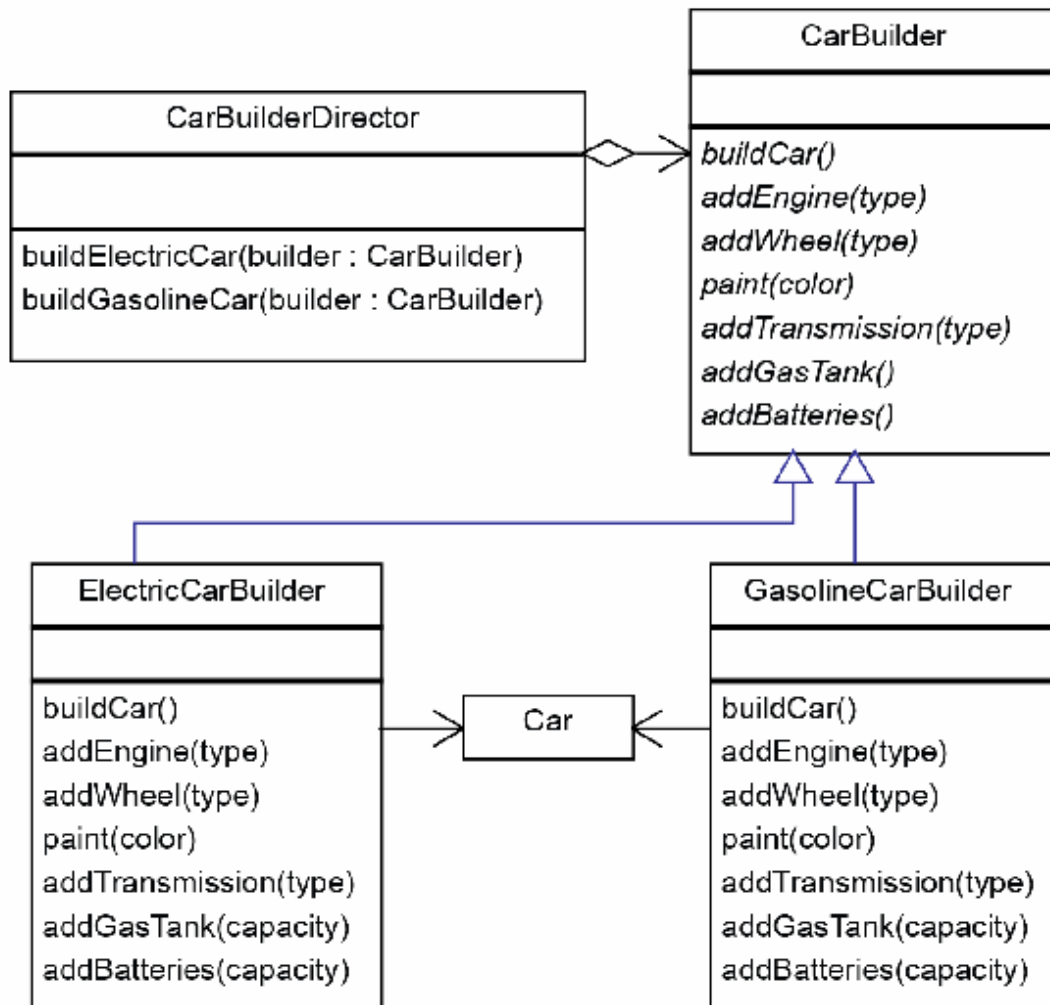 CarBuilder
buildCar()
addEngine(type)
addWheel(type)
paint(color)
addTransmission(type)
addGasTank()
addBatteries()
CarBuilderDirector
buildElectricCar(builder : CarBuilder)
buildGasolineCar(builder : CarBuilder)
ElectricCarBuilder
buildCar()
addEngine(type)
addWheel(type)
paint(color)
addTransmission(type)
addGasTank(capacity)
addBatteries(capacity)
Car
GasolineCarBuilder
buildCar()
addEngine(type)
addWheel(type)
paint(color)
addTransmission(type)
addGasTank(capacity)
addBatteries(capacity)